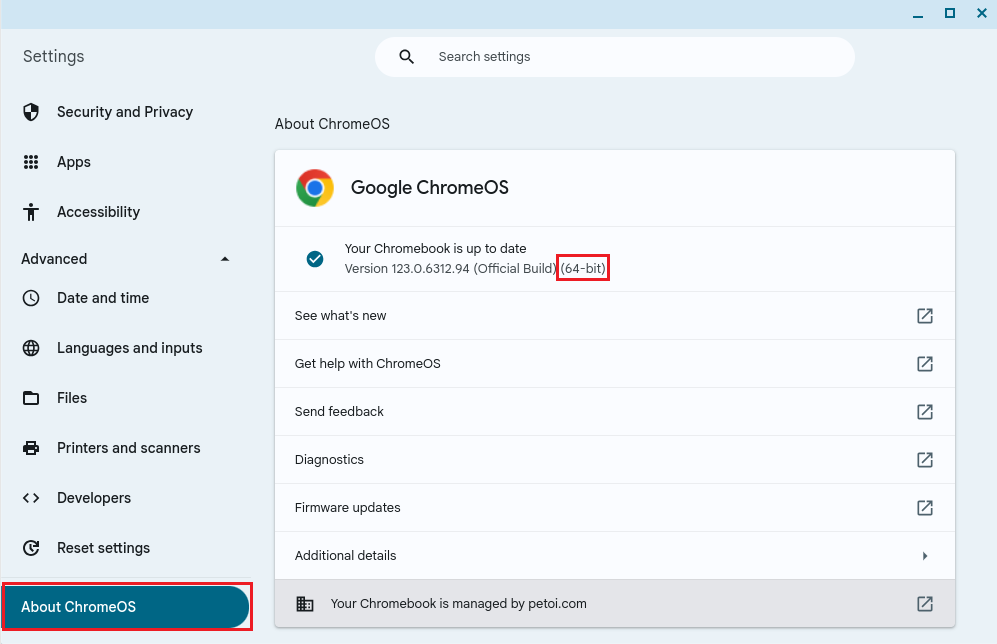 Settings
Search settings
Security and Privacy
Apps
Accessibility
Advanced
Date and time
Languages and inputs
Files
Printers and scanners
Developers
Reset settings
About ChromeOS
About ChromeOS
Google ChromeOS
Your Chromebook is up to date
Version 123.0.6312.94 (Official Build) (64-bit)
See what's new
Get help with ChromeOS
Send feedback
Diagnostics
Firmware updates
Additional details
Your Chromebook is managed by petoi.com